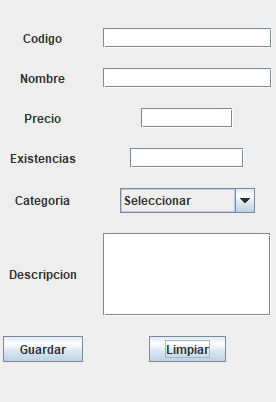 Codigo
Nombre
Precio
Existencias
Categoria Seleccionar
Descripcion
Guardar Limpiar